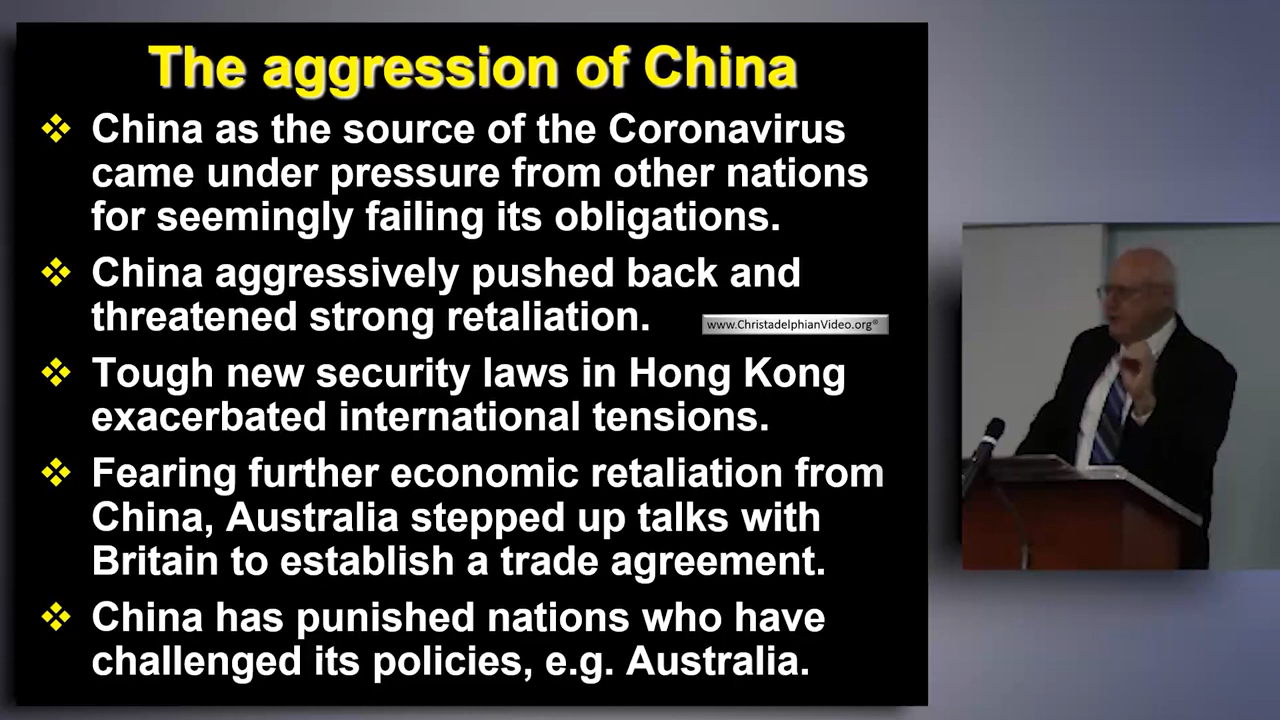 The aggression of China
❖ China as the source of the Coronavirus
came under pressure from other nations
for seemingly failing its obligations.
❖ China aggressively pushed back and
threatened strong retaliation.
www.ChristadelphianVideo.org®
❖ Tough new security laws in Hong Kong
exacerbated international tensions.
❖ Fearing further economic retaliation from
China, Australia stepped up talks with
Britain to establish a trade agreement.
❖ China has punished nations who have
challenged its policies, e.g. Australia.